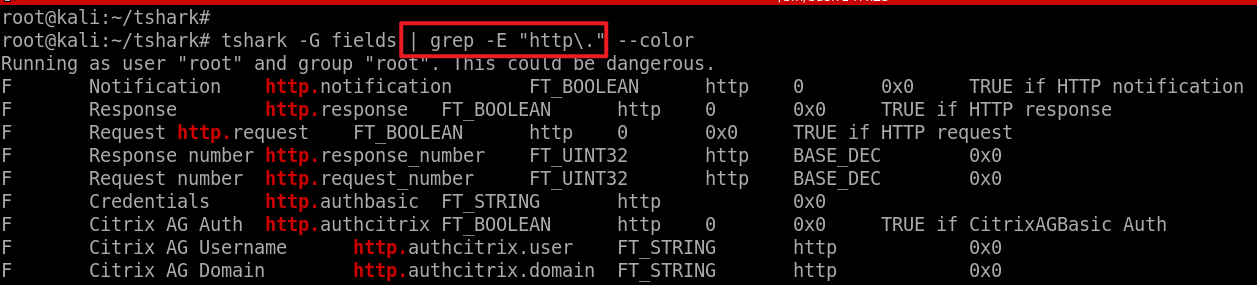 root@kali:~/tshark#
root@kali:~/tshark# tshark -G fields | grep -E "http\." --color
Running as user "root" and group "root". This could be dangerous.
F Notification http.notification FT_BOOLEAN http 0 0x0 TRUE if HTTP notification
F Response http.response FT_BOOLEAN http 0 0x0 TRUE if HTTP response
F Request http.request FT_BOOLEAN http 0 0x0 TRUE if HTTP request
F Response number http.response_number FT_UINT32 http BASE_DEC 0x0
F Request number http.request_number FT_UINT32 http BASE_DEC 0x0
F Credentials http.authbasic FT_STRING http 0x0
F Citrix AG Auth http.authcitrix FT_BOOLEAN http 0 0x0 TRUE if CitrixAGBasic Auth
F Citrix AG Username http.authcitrix.user FT_STRING http 0x0
F Citrix AG Domain http.authcitrix.domain FT_STRING http 0x0